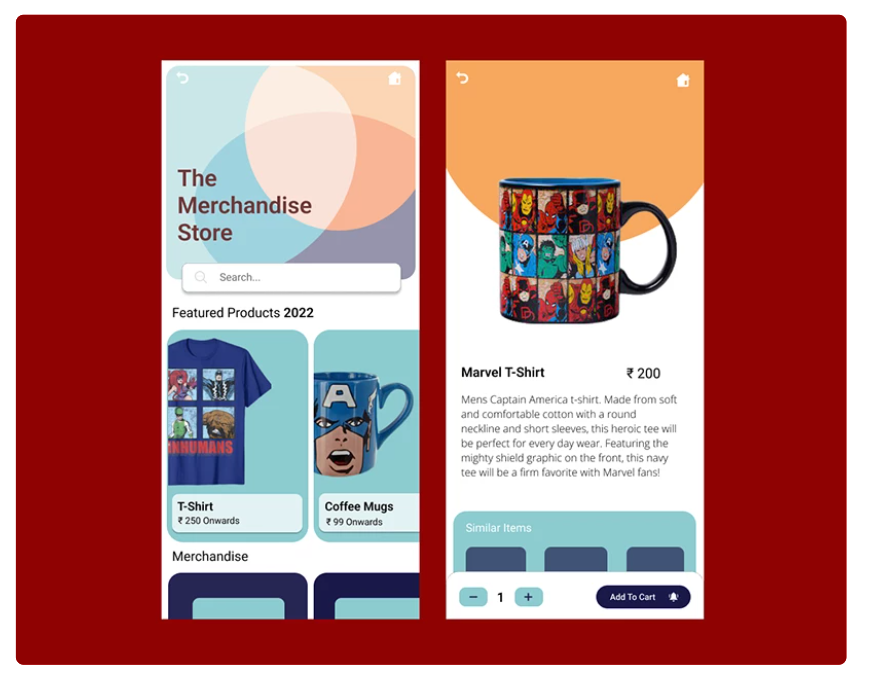 The
Merchandise
Store
Search...
Featured Products 2022
INHUMANS
T-Shirt
₹ 250 Onwards
A
Coffee Mugs
₹ 99 Onwards
Merchandise
Marvel T-Shirt
₹ 200
Mens Captain America t-shirt. Made from soft
and comfortable cotton with a round
neckline and short sleeves, this heroic tee will
be perfect for every day wear. Featuring the
mighty shield graphic on the front, this navy
tee will be a firm favorite with Marvel fans!
Similar Items
− 1 +
Add To Cart